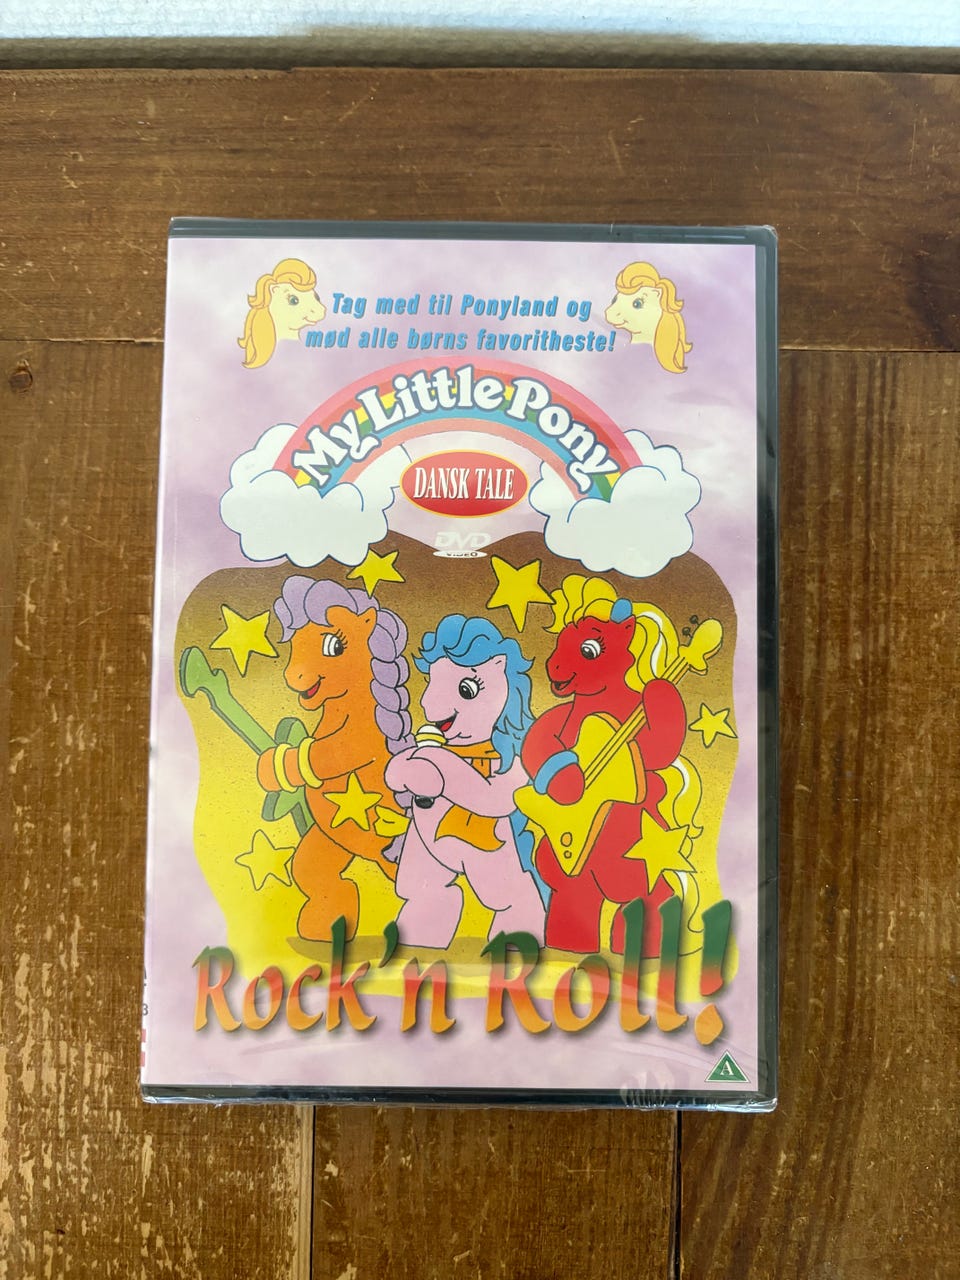 Tag med til Ponyland og
mød alle børns favoritheste!
My Little Pony
DANSK TALE
DVD
VIDEO
Rock'n Roll!
A